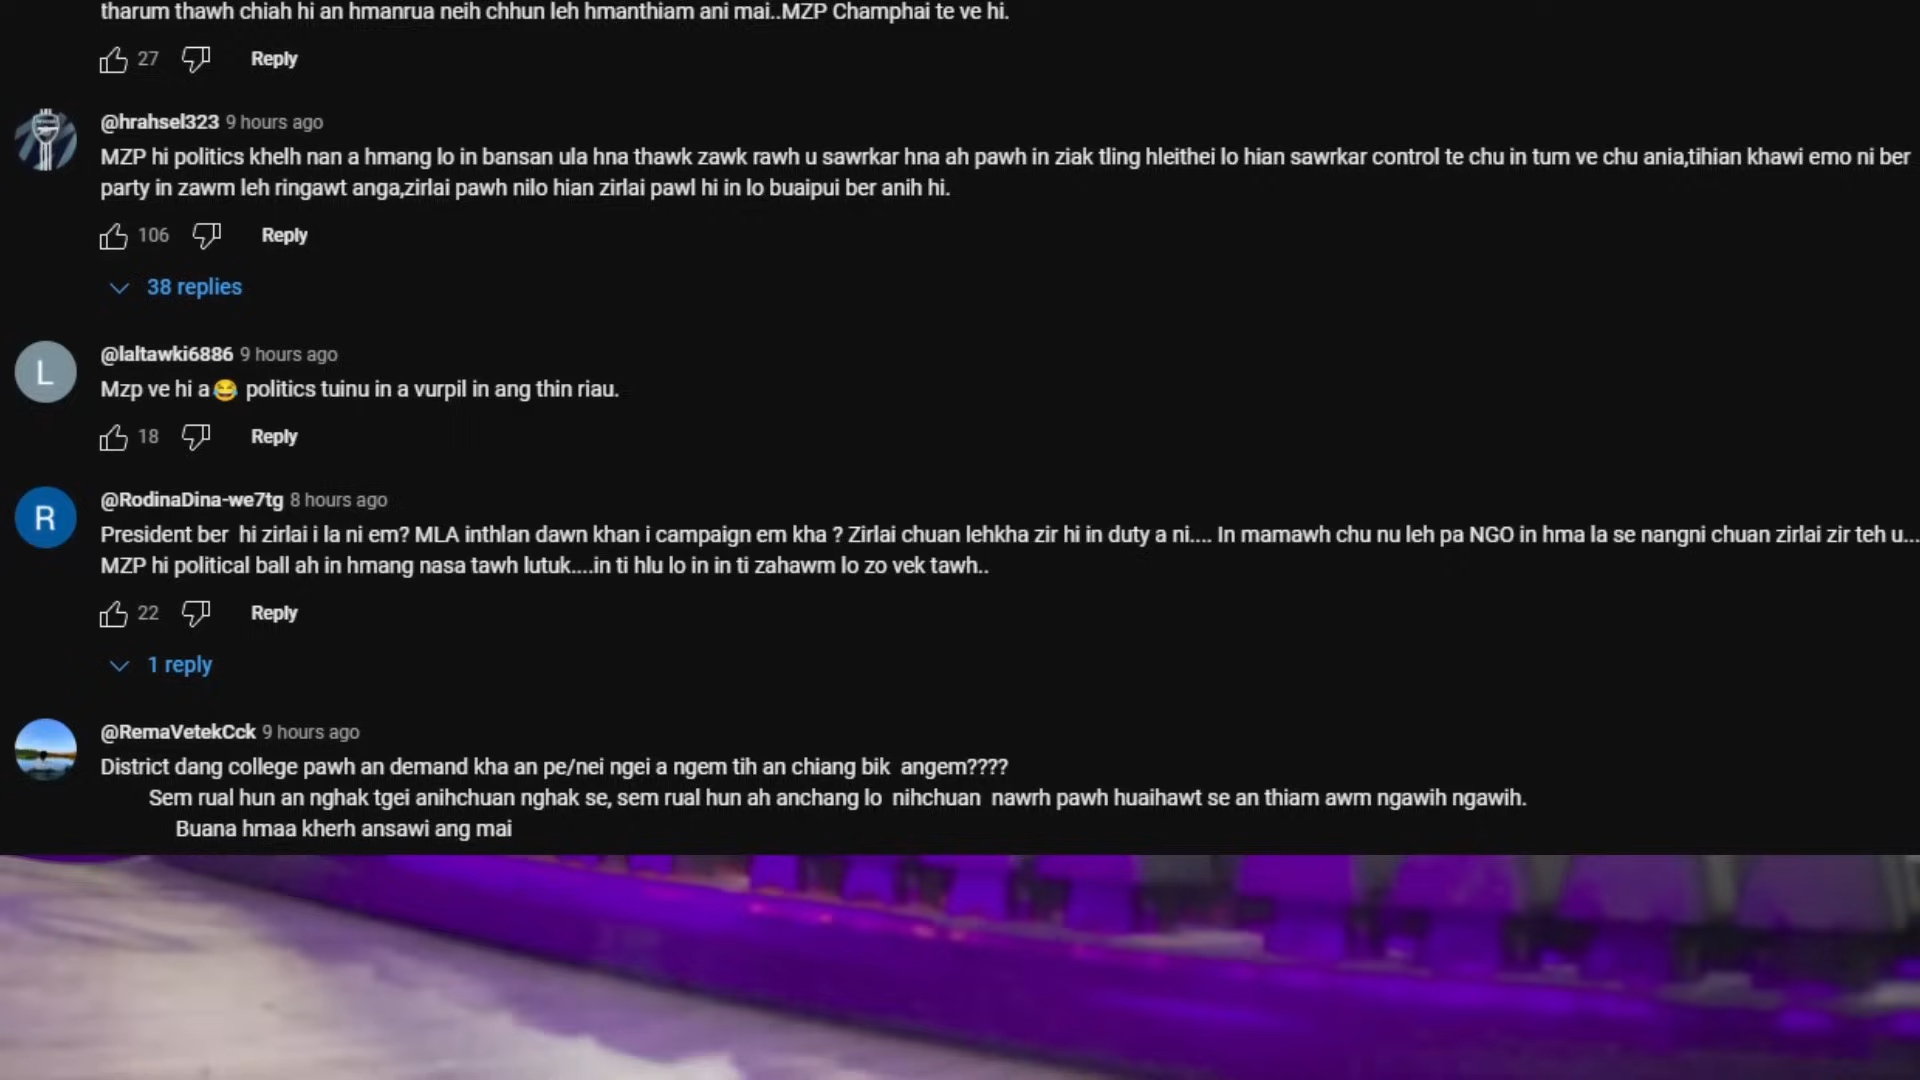 tharum thawh chiah hi an hmanrua neih chhun leh hmanthiam ani mai..MZP Champhai te ve hi.
27 Reply
@hrahsel323 9 hours ago
MZP hi politics khelh nan a hmang lo in bansan ula hna thawk zawk rawh u sawrkar hna ah pawh in ziak tling hleithei lo hian sawrkar control te chu in tum ve chu ania,tihian khawi emo ni ber
party in zawm leh ringawt anga,zirlai pawh nilo hian zirlai pawl hi in lo buaipui ber anih hi.
106 Reply
38 replies
L
@laltawki6886 9 hours ago
Mzp ve hi a😂 politics tuinu in a vurpil in ang thin riau.
18 Reply
R
@RodinaDina-we7tg 8 hours ago
President ber hi zirlai i la ni em? MLA inthlan dawn khan i campaign em kha ? Zirlai chuan lehkha zir hi in duty a ni.... In mamawh chu nu leh pa NGO in hma la se nangni chuan zirlai zir teh u...
MZP hi political ball ah in hmang nasa tawh lutuk....in ti hlu lo in in ti zahawm lo zo vek tawh..
22 Reply
1 reply
@RemaVetekCck 9 hours ago
District dang college pawh an demand kha an pe/nei ngei a ngem tih an chiang bik angem????
Sem rual hun an nghak tgei anihchuan nghak se, sem rual hun ah anchang lo nihchuan nawrh pawh huaihawt se an thiam awm ngawih ngawih.
Buana hmaa kherh ansawi ang mai